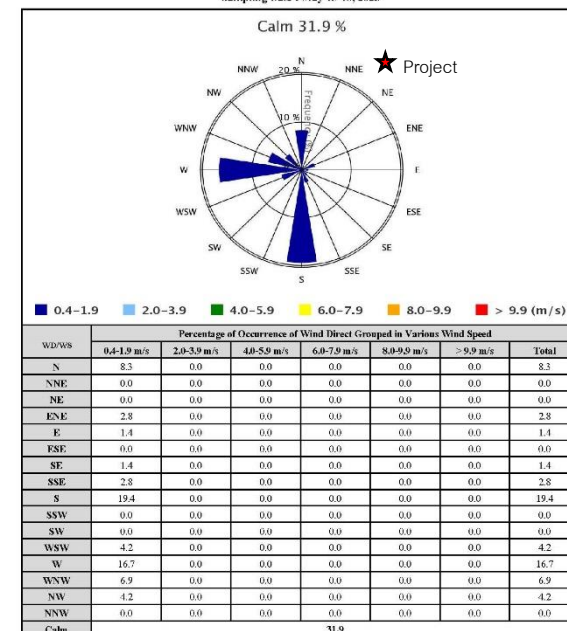 Calm 31.9 %
N
20 %
NNW
NNE
Project
NW
NE
10 %
Frequency (%)
WNW
ENE
W
E
WSW
ESE
SW
SE
SSW
SSE
S
0.4-1.9 2.0-3.9 4.0-5.9 6.0-7.9 8.0-9.9 > 9.9 (m/s)
WD/WS Percentage of Occurrence of Wind Direct Grouped in Various Wind Speed
0.4-1.9 m/s 2.0-3.9 m/s 4.0-5.9 m/s 6.0-7.9 m/s 8.0-9.9 m/s >9.9 m/s Total
N 8.3 0.0 0.0 0.0 0.0 0.0 8.3
NNE 0.0 0.0 0.0 0.0 0.0 0.0 0.0
NE 0.0 0.0 0.0 0.0 0.0 0.0 0.0
ENE 2.8 0.0 0.0 0.0 0.0 0.0 2.8
E 1.4 0.0 0.0 0.0 0.0 0.0 1.4
ESE 0.0 0.0 0.0 0.0 0.0 0.0 0.0
SE 1.4 0.0 0.0 0.0 0.0 0.0 1.4
SSE 2.8 0.0 0.0 0.0 0.0 0.0 2.8
S 19.4 0.0 0.0 0.0 0.0 0.0 19.4
SSW 0.0 0.0 0.0 0.0 0.0 0.0 0.0
SW 0.0 0.0 0.0 0.0 0.0 0.0 0.0
WSW 4.2 0.0 0.0 0.0 0.0 0.0 4.2
W 16.7 0.0 0.0 0.0 0.0 0.0 16.7
WNW 6.9 0.0 0.0 0.0 0.0 0.0 6.9
NW 4.2 0.0 0.0 0.0 0.0 0.0 4.2
NNW 0.0 0.0 0.0 0.0 0.0 0.0 0.0
Calm 31.9